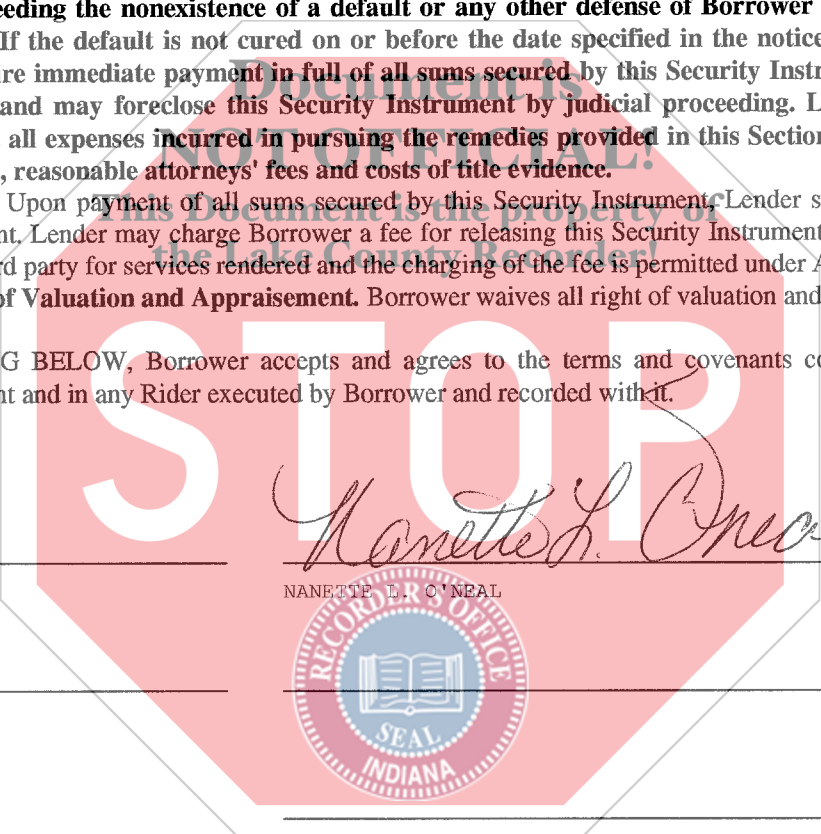 eeding the nonexistence of a default or any other defense of Borrower
If the default is not cured on or before the date specified in the notice
re immediate payment in full of all sums secured by this Security Instr
and may foreclose this Security Instrument by judicial proceeding. L
all expenses incurred in pursuing the remedies provided in this Section
, reasonable attorneys' fees and costs of title evidence.
Upon payment of all sums secured by this Security Instrument, Lender s
nt. Lender may charge Borrower a fee for releasing this Security Instrument
rd party for services rendered and the charging of the fee is permitted under A
of Valuation and Appraisement. Borrower waives all right of valuation and
G BELOW, Borrower accepts and agrees to the terms and covenants co
nt and in any Rider executed by Borrower and recorded with it.
Document is
NOT OFFICIAL!
This Document is the property of
the Lake County Recorder!
STOP
Nanette L. O'Nea
NANETTE L. O'NEAL
RECORDER'S OFFICE
SEAL
INDIANA